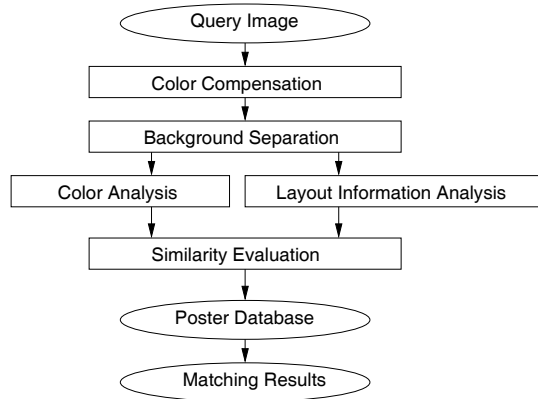 Query Image
Color Compensation
Background Separation
Color Analysis
Layout Information Analysis
Similarity Evaluation
Poster Database
Matching Results